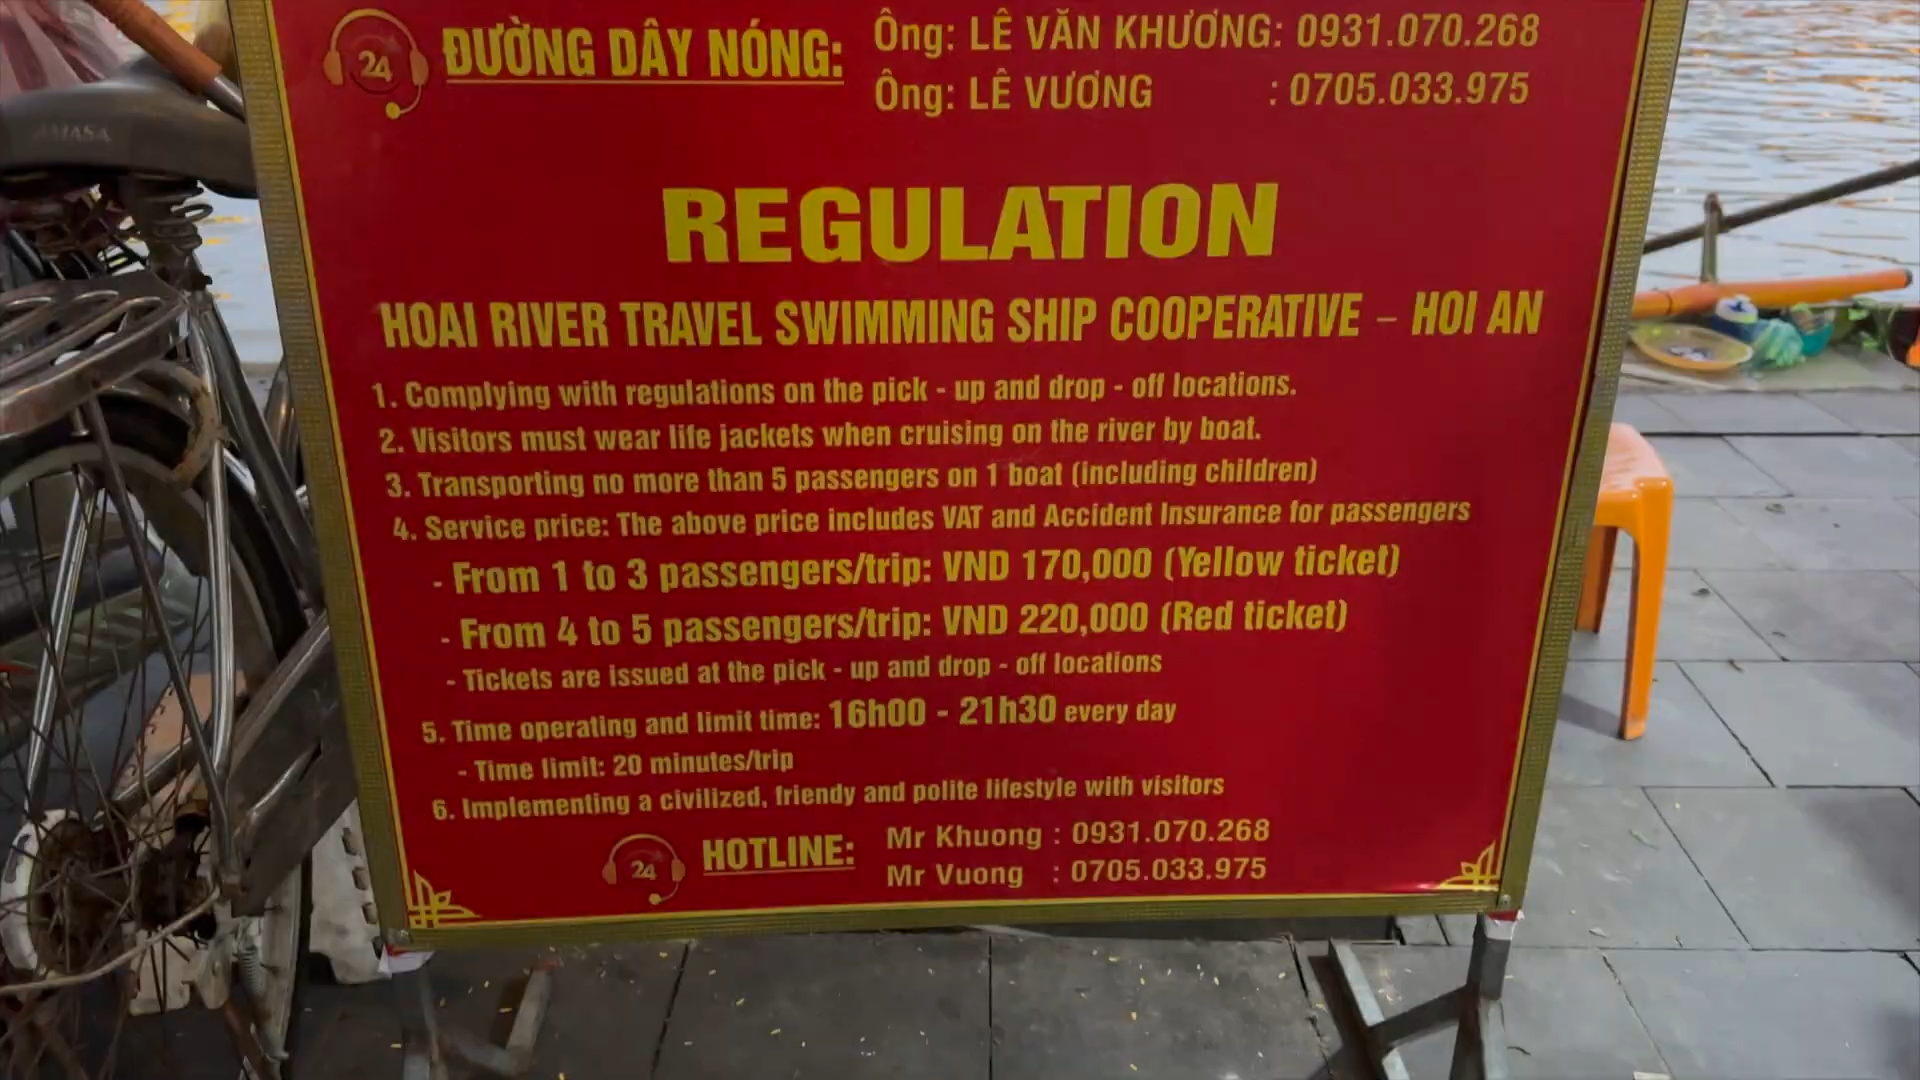 AMASA
24
ĐƯỜNG DÂY NÓNG:
Ông: LÊ VĂN KHƯƠNG: 0931.070.268
Ông: LÊ VƯƠNG : 0705.033.975
REGULATION
HOAI RIVER TRAVEL SWIMMING SHIP COOPERATIVE – HOI AN
1. Complying with regulations on the pick - up and drop - off locations.
2. Visitors must wear life jackets when cruising on the river by boat.
3. Transporting no more than 5 passengers on 1 boat (including children)
4. Service price: The above price includes VAT and Accident Insurance for passengers
- From 1 to 3 passengers/trip: VND 170,000 (Yellow ticket)
- From 4 to 5 passengers/trip: VND 220,000 (Red ticket)
- Tickets are issued at the pick - up and drop - off locations
5. Time operating and limit time: 16h00 - 21h30 every day
- Time limit: 20 minutes/trip
6. Implementing a civilized, friendy and polite lifestyle with visitors
24
HOTLINE:
Mr Khuong : 0931.070.268
Mr Vuong : 0705.033.975